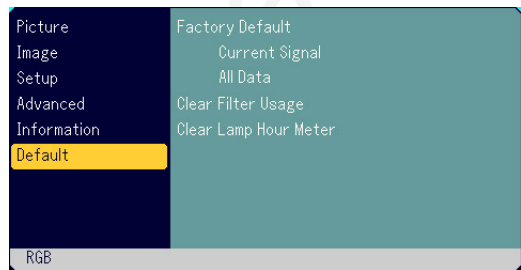 Picture
Image
Setup
Advanced
Information
Default
Factory Default
Current Signal
All Data
Clear Filter Usage
Clear Lamp Hour Meter
RGB